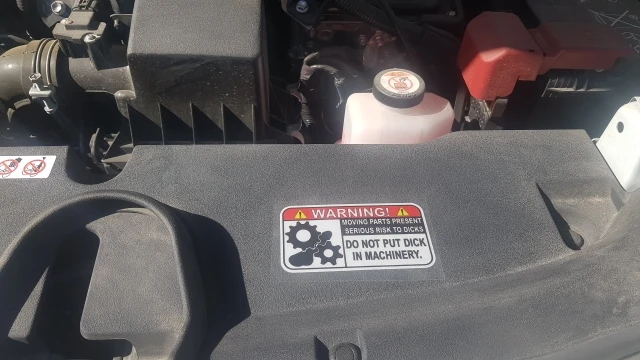 WARNING!
MOVING PARTS PRESENT
SERIOUS RISK TO DICKS
DO NOT PUT DICK
IN MACHINERY.